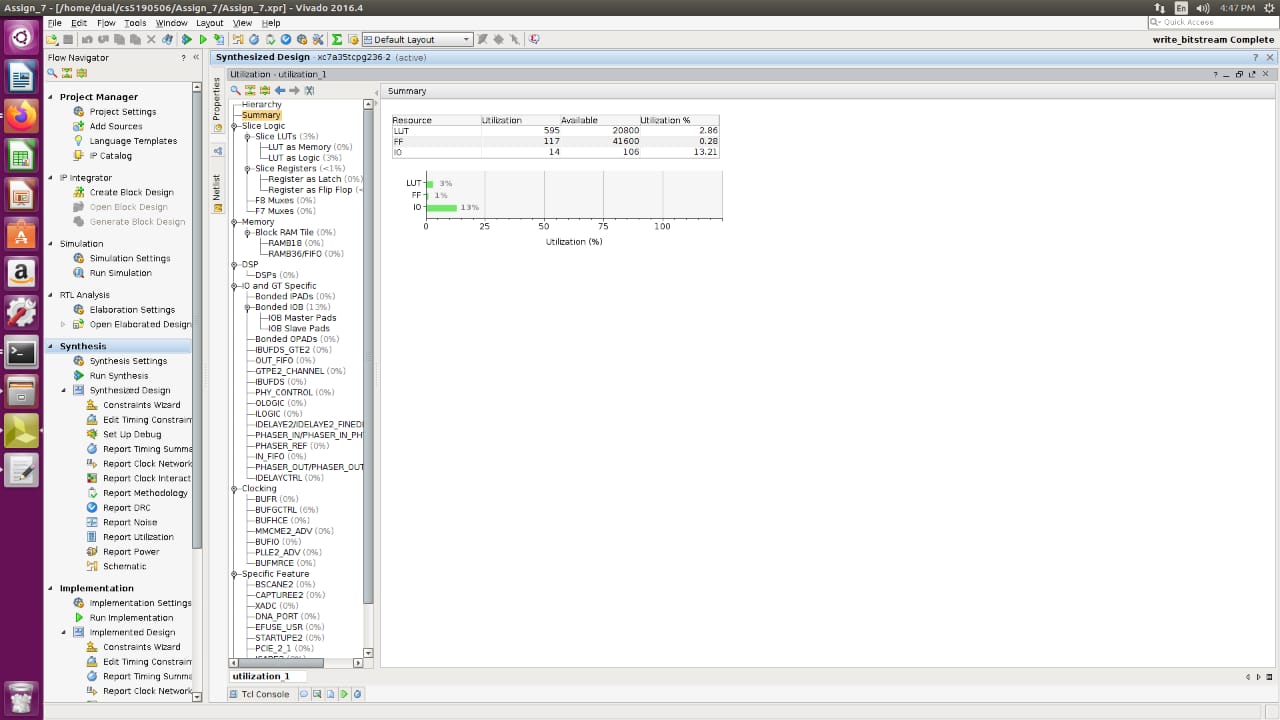 Assign_7 - [/home/dual/cs5190506/Assign_7/Assign_7.xpr] - Vivado 2016.4
En
4:47 PM
File Edit Flow Tools Window Layout View Help
Quick Access
Default Layout
write_bitstream Complete
Flow Navigator
? «
Project Manager
Project Settings
Add Sources
Language Templates
IP Catalog
IP Integrator
Create Block Design
Open Block Design
Generate Block Design
Simulation
Simulation Settings
Run Simulation
RTL Analysis
Elaboration Settings
Open Elaborated Design
Synthesis
Synthesis Settings
Run Synthesis
Synthesized Design
Constraints Wizard
Edit Timing Constrain
Set Up Debug
Report Timing Summa
Report Clock Network
Report Clock Interact
Report Methodology
Report DRC
Report Noise
Report Utilization
Report Power
Schematic
Implementation
Implementation Settings
Run Implementation
Implemented Design
Constraints Wizard
Edit Timing Constrain
Report Timing Summa
Report Clock Network
Synthesized Design - xc7a35tcpg236-2 (active)
Properties
Netlist
Utilization - utilization_1
Hierarchy
Summary
Slice Logic
Slice LUTs (3%)
LUT as Memory (0%)
LUT as Logic (3%)
Slice Registers (<1%)
Register as Latch (0%)
Register as Flip Flop (<
F8 Muxes (0%)
F7 Muxes (0%)
Memory
Block RAM Tile (0%)
RAMB18 (0%)
RAMB36/FIFO (0%)
DSP
DSPs (0%)
IO and GT Specific
Bonded IPADs (0%)
Bonded IOB (13%)
IOB Master Pads
IOB Slave Pads
Bonded OPADs (0%)
IBUFDS_GTE2 (0%)
OUT_FIFO (0%)
GTPE2_CHANNEL (0%)
IBUFDS (0%)
PHY_CONTROL (0%)
OLOGIC (0%)
ILOGIC (0%)
IDELAYE2/IDELAYE2_FINED
PHASER_IN/PHASER_IN_PH
PHASER_REF (0%)
IN_FIFO (0%)
PHASER_OUT/PHASER_OUT
IDELAYCTRL (0%)
Clocking
BUFR (0%)
BUFGCTRL (6%)
BUFHCE (0%)
MMCME2_ADV (0%)
BUFIO (0%)
PLLE2_ADV (0%)
BUFMRCE (0%)
Specific Feature
BSCANE2 (0%)
CAPTUREE2 (0%)
XADC (0%)
DNA_PORT (0%)
EFUSE_USR (0%)
STARTUPE2 (0%)
PCIE_2_1 (0%)
Summary
Resource Utilization Available Utilization %
LUT 595 20800 2.86
FF 117 41600 0.28
IO 14 106 13.21
LUT 3%
FF 1%
IO 13%
0 25 50 75 100
Utilization (%)
utilization_1
Tcl Console